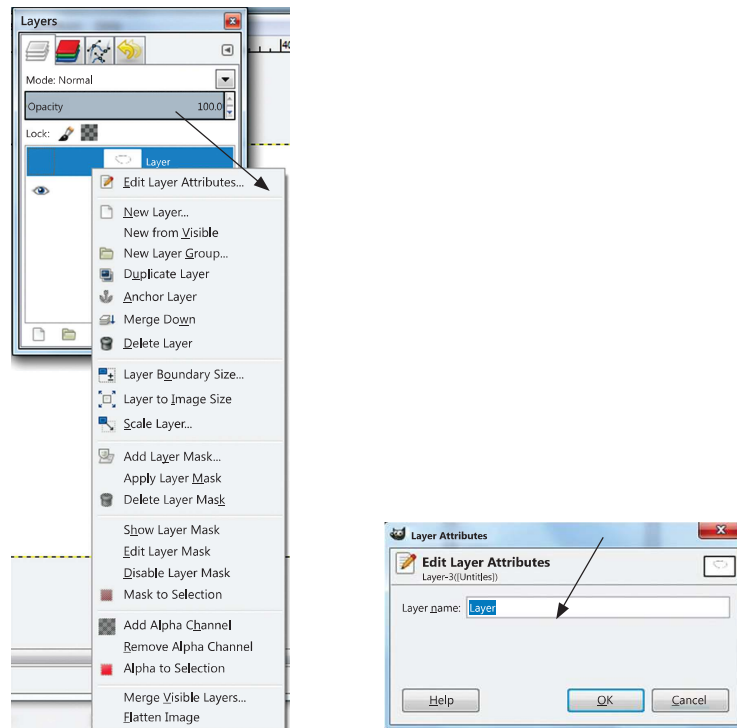 Layers
40
Mode: Normal
Opacity 100.0
Lock:
Layer
Edit Layer Attributes...
New Layer...
New from Visible
New Layer Group...
Duplicate Layer
Anchor Layer
Merge Down
Delete Layer
Layer Boundary Size...
Layer to Image Size
Scale Layer...
Add Layer Mask...
Apply Layer Mask
Delete Layer Mask
Show Layer Mask
Edit Layer Mask
Disable Layer Mask
Mask to Selection
Add Alpha Channel
Remove Alpha Channel
Alpha to Selection
Merge Visible Layers...
Flatten Image
Layer Attributes
Edit Layer Attributes
Layer-3([Untitles])
Layer name: Layer
Help OK Cancel